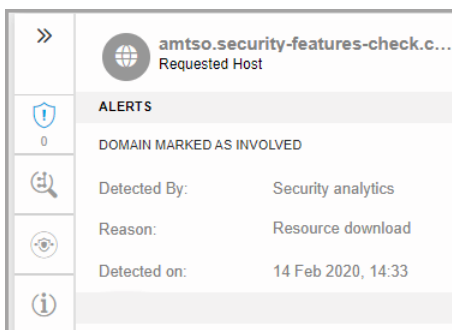 amtso.security-features-check.c...
Requested Host
ALERTS
0
DOMAIN MARKED AS INVOLVED
Detected By: Security analytics
Reason: Resource download
Detected on: 14 Feb 2020, 14:33